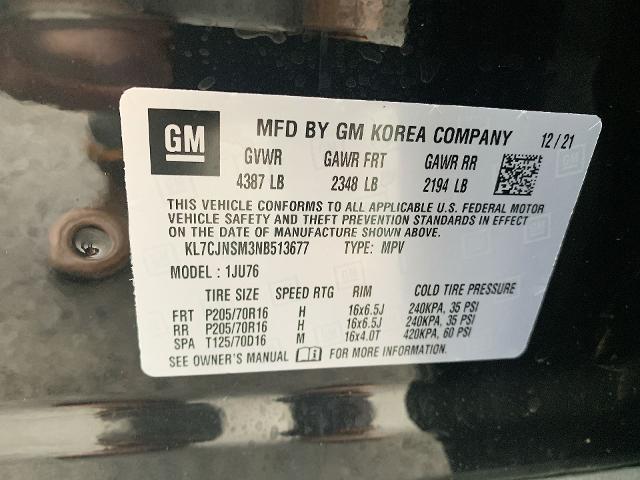 GM MFD BY GM KOREA COMPANY 12/21
GVWR GAWR FRT GAWR RR
4387 LB 2348 LB 2194 LB
THIS VEHICLE CONFORMS TO ALL APPLICABLE U.S. FEDERAL MOTOR
VEHICLE SAFETY AND THEFT PREVENTION STANDARDS IN EFFECT
ON THE DATE OF MANUFACTURE SHOWN ABOVE.
KL7CJNSM3NB513677 TYPE: MPV
MODEL : 1JU76
TIRE SIZE SPEED RTG RIM COLD TIRE PRESSURE
FRT P205/70R16 H 16x6.5J 240KPA, 35 PSI
RR P205/70R16 H 16x6.5J 240KPA, 35 PSI
SPA T125/70D16 M 16x4.0T 420KPA, 60 PSI
SEE OWNER'S MANUAL FOR MORE INFORMATION.